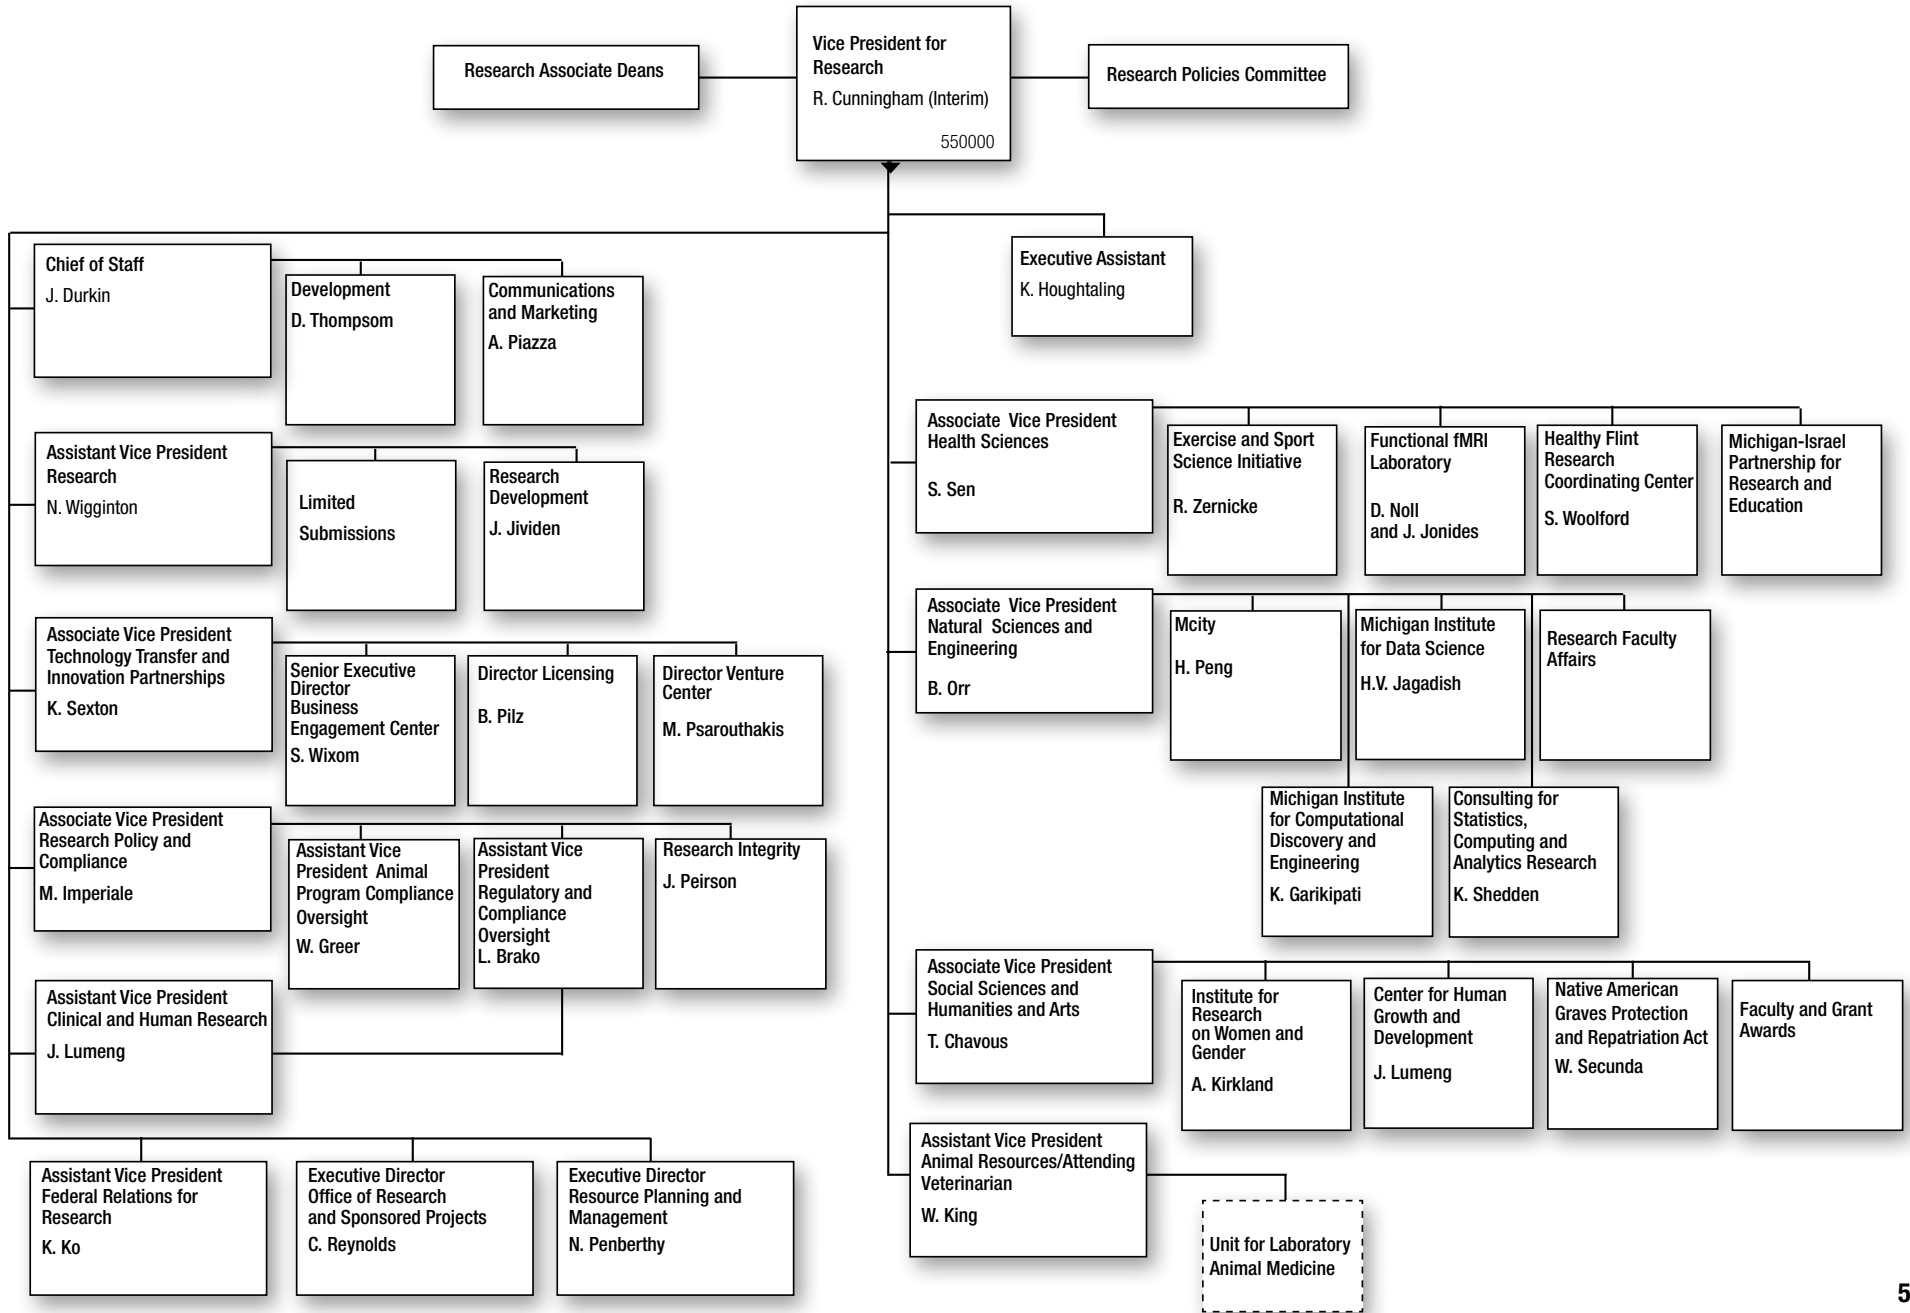 Research Associate Deans
Vice President for
Research
R. Cunningham (Interim)
550000
Research Policies Committee
Executive Assistant
K. Houghtaling
Chief of Staff
J. Durkin
Development
D. Thompsom
Communications
and Marketing
A. Piazza
Assistant Vice President
Research
N. Wigginton
Limited
Submissions
Research
Development
J. Jividen
Associate Vice President
Technology Transfer and
Innovation Partnerships
K. Sexton
Senior Executive
Director
Business
Engagement Center
S. Wixom
Director Licensing
B. Pilz
Director Venture
Center
M. Psarouthakis
Associate Vice President
Research Policy and
Compliance
M. Imperiale
Assistant Vice
President Animal
Program Compliance
Oversight
W. Greer
Assistant Vice
President
Regulatory and
Compliance
Oversight
L. Brako
Research Integrity
J. Peirson
Assistant Vice President
Clinical and Human Research
J. Lumeng
Assistant Vice President
Federal Relations for
Research
K. Ko
Executive Director
Office of Research
and Sponsored Projects
C. Reynolds
Executive Director
Resource Planning and
Management
N. Penberthy
Associate Vice President
Health Sciences
S. Sen
Exercise and Sport
Science Initiative
R. Zernicke
Functional fMRI
Laboratory
D. Noll
and J. Jonides
Healthy Flint
Research
Coordinating Center
S. Woolford
Michigan-Israel
Partnership for
Research and
Education
Associate Vice President
Natural Sciences and
Engineering
B. Orr
Mcity
H. Peng
Michigan Institute
for Data Science
H.V. Jagadish
Research Faculty
Affairs
Michigan Institute
for Computational
Discovery and
Engineering
K. Garikipati
Consulting for
Statistics,
Computing and
Analytics Research
K. Shedden
Associate Vice President
Social Sciences and
Humanities and Arts
T. Chavous
Institute for
Research
on Women and
Gender
A. Kirkland
Center for Human
Growth and
Development
J. Lumeng
Native American
Graves Protection
and Repatriation Act
W. Secunda
Faculty and Grant
Awards
Assistant Vice President
Animal Resources/Attending
Veterinarian
W. King
Unit for Laboratory
Animal Medicine
5